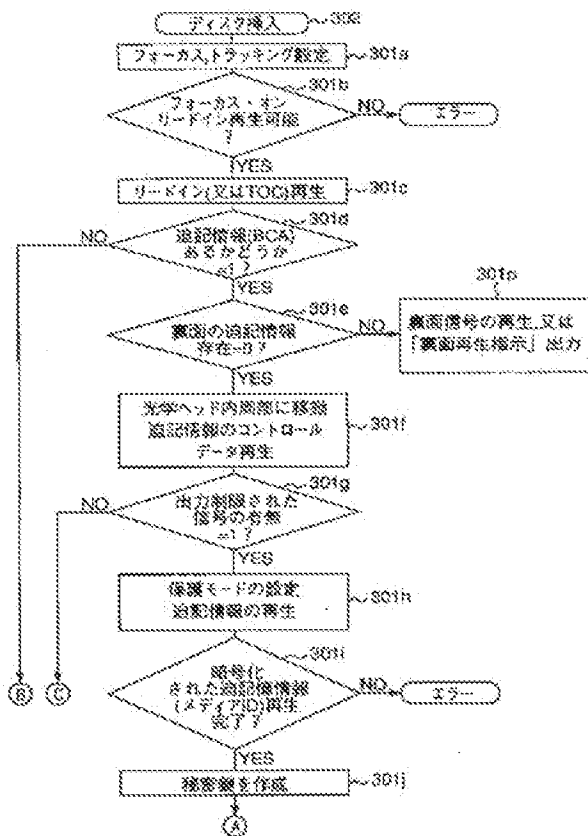 ディスク挿入
302
フォーカス,トラッキング設定
301a
301b
フォーカス・オン
リードイン再生可能
?
NO
エラー
YES
リードイン(又はTOC)再生
301c
301d
NO
追記情報(BCA)
あるかどうか
=1?
YES
301e
301p
裏面の追記情報
存在=0?
NO
裏面信号の再生,又は
「裏面再生指示」出力
YES
光学ヘッド内周部に移動
追記情報のコントロール
データ再生
301f
301g
NO
出力制限された
信号の有無
=1?
YES
保護モードの設定
追記情報の再生
301h
301i
暗号化
された追記情報
(メディアID)再生
完了?
NO
エラー
B
C
YES
秘密鍵を作成
301j
A